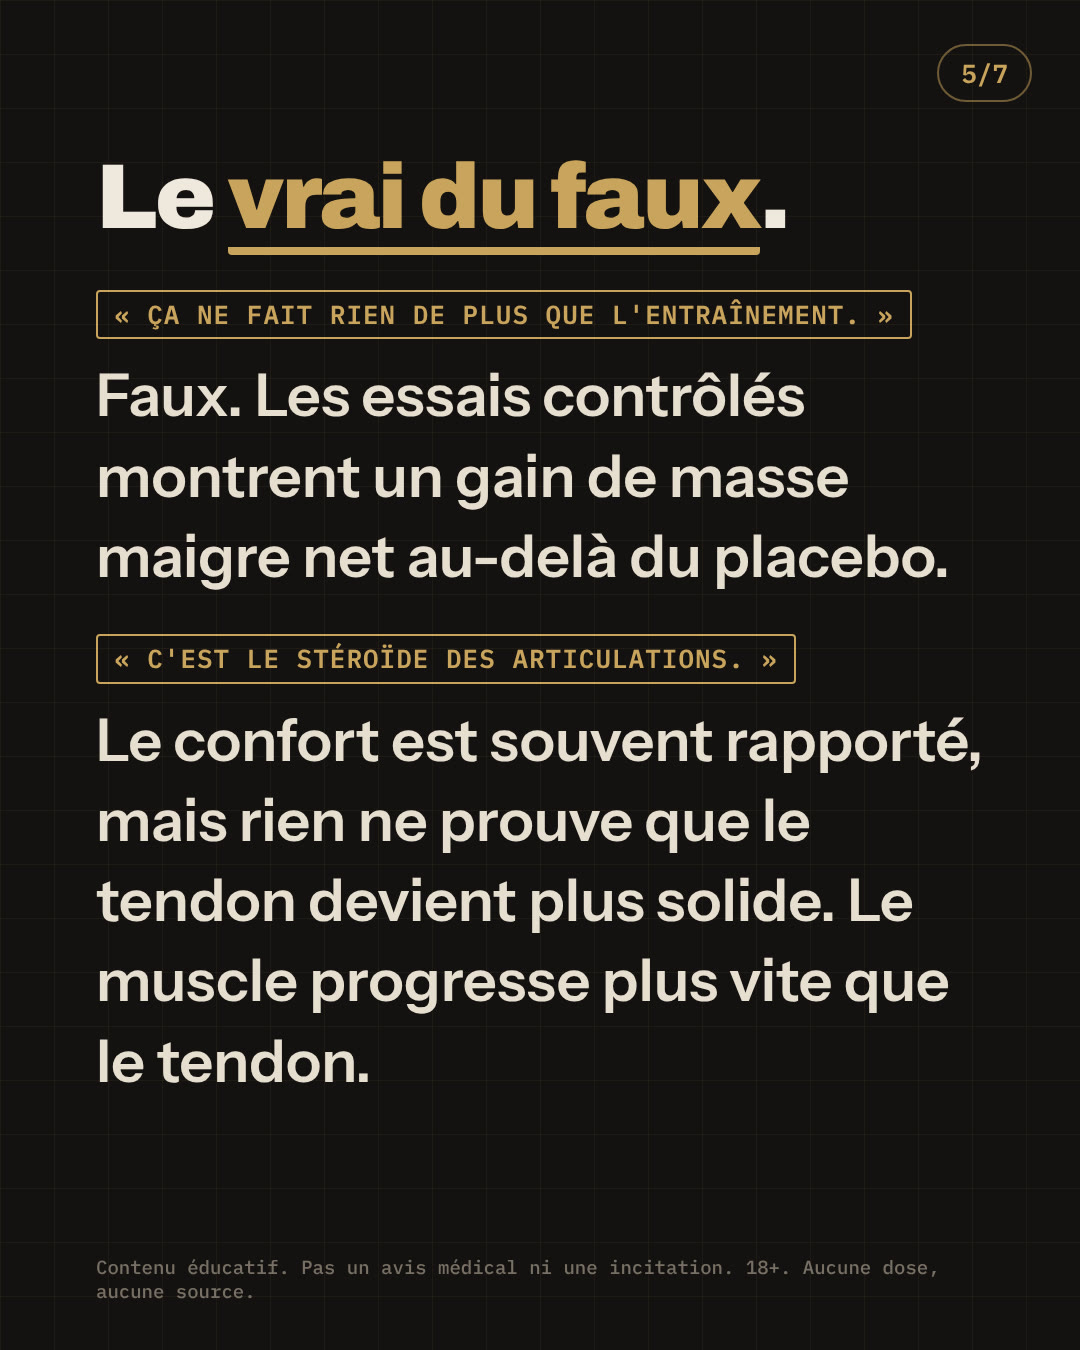 5/7
Le vrai du faux.
« ÇA NE FAIT RIEN DE PLUS QUE L'ENTRAÎNEMENT. »
Faux. Les essais contrôlés
montrent un gain de masse
maigre net au-delà du placebo.
« C'EST LE STÉROÏDE DES ARTICULATIONS. »
Le confort est souvent rapporté,
mais rien ne prouve que le
tendon devient plus solide. Le
muscle progresse plus vite que
le tendon.
Contenu éducatif. Pas un avis médical ni une incitation. 18+. Aucune dose,
aucune source.